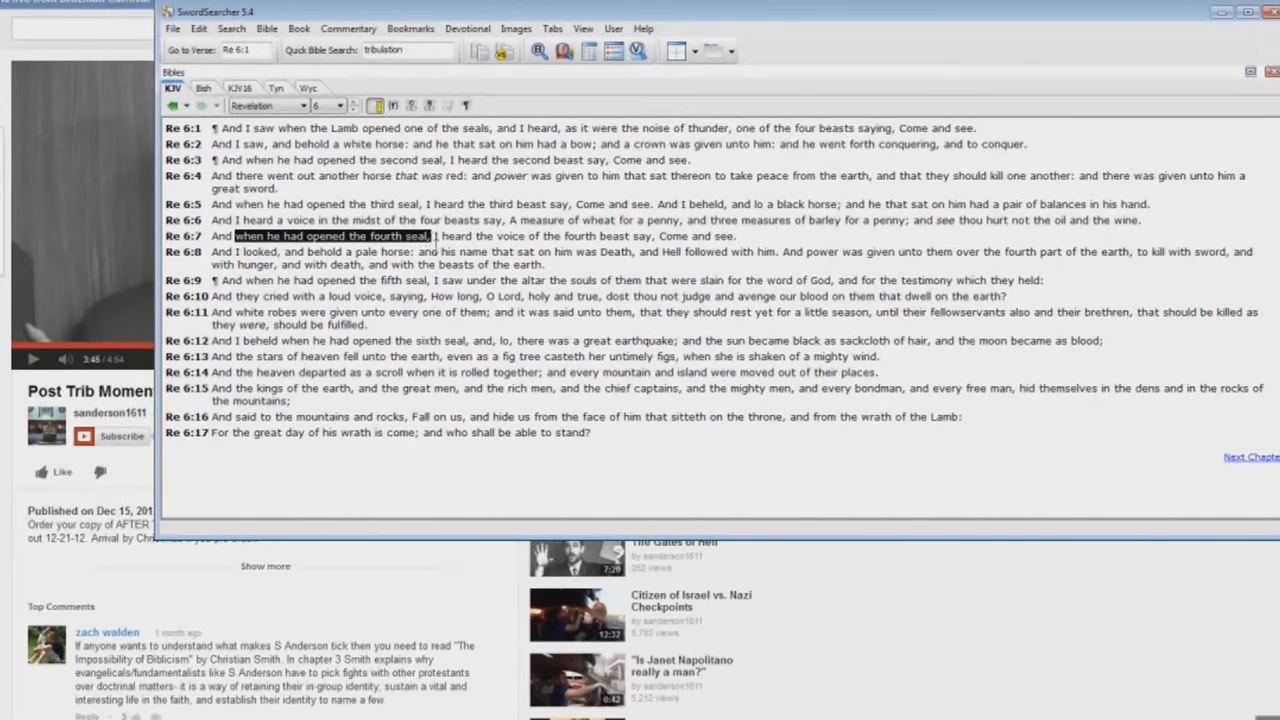 SwordSearcher 5.4
File Edit Search Bible Book Commentary Bookmarks Devotional Images Tabs View User Help
Go to Verse: Re 6:1 Quick Bible Search: tribulation
Bibles
KJV Bish KJV16 Tyn Wyc
Revelation 6
Re 6:1 ¶ And I saw when the Lamb opened one of the seals, and I heard, as it were the noise of thunder, one of the four beasts saying, Come and see.
Re 6:2 And I saw, and behold a white horse: and he that sat on him had a bow; and a crown was given unto him: and he went forth conquering, and to conquer.
Re 6:3 ¶ And when he had opened the second seal, I heard the second beast say, Come and see.
Re 6:4 And there went out another horse that was red: and power was given to him that sat thereon to take peace from the earth, and that they should kill one another: and there was given unto him a
great sword.
Re 6:5 And when he had opened the third seal, I heard the third beast say, Come and see. And I beheld, and lo a black horse; and he that sat on him had a pair of balances in his hand.
Re 6:6 And I heard a voice in the midst of the four beasts say, A measure of wheat for a penny, and three measures of barley for a penny; and see thou hurt not the oil and the wine.
Re 6:7 And when he had opened the fourth seal, I heard the voice of the fourth beast say, Come and see.
Re 6:8 And I looked, and behold a pale horse: and his name that sat on him was Death, and Hell followed with him. And power was given unto them over the fourth part of the earth, to kill with sword, and
with hunger, and with death, and with the beasts of the earth.
Re 6:9 ¶ And when he had opened the fifth seal, I saw under the altar the souls of them that were slain for the word of God, and for the testimony which they held:
Re 6:10 And they cried with a loud voice, saying, How long, O Lord, holy and true, dost thou not judge and avenge our blood on them that dwell on the earth?
Re 6:11 And white robes were given unto every one of them; and it was said unto them, that they should rest yet for a little season, until their fellowservants also and their brethren, that should be killed as
they were, should be fulfilled.
Re 6:12 And I beheld when he had opened the sixth seal, and, lo, there was a great earthquake; and the sun became black as sackcloth of hair, and the moon became as blood;
Re 6:13 And the stars of heaven fell unto the earth, even as a fig tree casteth her untimely figs, when she is shaken of a mighty wind.
Re 6:14 And the heaven departed as a scroll when it is rolled together; and every mountain and island were moved out of their places.
Re 6:15 And the kings of the earth, and the great men, and the rich men, and the chief captains, and the mighty men, and every bondman, and every free man, hid themselves in the dens and in the rocks of
the mountains;
Re 6:16 And said to the mountains and rocks, Fall on us, and hide us from the face of him that sitteth on the throne, and from the wrath of the Lamb:
Re 6:17 For the great day of his wrath is come; and who shall be able to stand?
Next Chapte
3:45 / 4:54
Post Trib Moment
sanderson1611
Subscribe
Like
Published on Dec 15, 201
Order your copy of AFTER
out 12-21-12. Arrival by
Show more
Top Comments
zach walden 1 month ago
If anyone wants to understand what makes S Anderson tick then you need to read "The
Impossibility of Biblicism" by Christian Smith. In chapter 3 Smith explains why
evangelicals/fundamentalists like S Anderson have to pick fights with other protestants
over doctrinal matters- it is a way of retaining their in-group identity, sustain a vital and
interesting life in the faith, and establish their identity to name a few.
Reply · 3
The Gates of Hell
by sanderson1611
252 views
7:29
Citizen of Israel vs. Nazi
Checkpoints
by sanderson1611
5,793 views
12:37
"Is Janet Napolitano
really a man?"
by sanderson1611
5,212 views
0:42